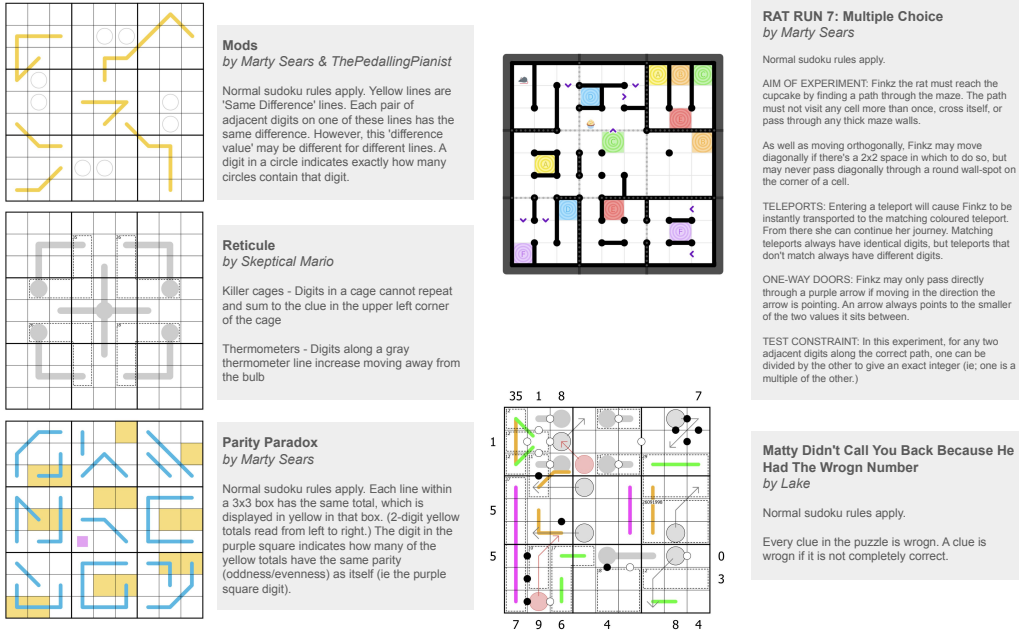 Mods
by Marty Sears & ThePedallingPianist
Normal sudoku rules apply. Yellow lines are
'Same Difference' lines. Each pair of
adjacent digits on one of these lines has the
same difference. However, this 'difference
value' may be different for different lines. A
digit in a circle indicates exactly how many
circles contain that digit.
Reticule
by Skeptical Mario
Killer cages - Digits in a cage cannot repeat
and sum to the clue in the upper left corner
of the cage
Thermometers - Digits along a gray
thermometer line increase moving away from
the bulb
Parity Paradox
by Marty Sears
Normal sudoku rules apply. Each line within
a 3x3 box has the same total, which is
displayed in yellow in that box. (2-digit yellow
totals read from left to right.) The digit in the
purple square indicates how many of the
yellow totals have the same parity
(oddness/evenness) as itself (ie the purple
square digit).
RAT RUN 7: Multiple Choice
by Marty Sears
Normal sudoku rules apply.
AIM OF EXPERIMENT: Finkz the rat must reach the
cupcake by finding a path through the maze. The path
must not visit any cell more than once, cross itself, or
pass through any thick maze walls.
As well as moving orthogonally, Finkz may move
diagonally if there's a 2x2 space in which to do so, but
may never pass diagonally through a round wall-spot on
the corner of a cell.
TELEPORTS: Entering a teleport will cause Finkz to be
instantly transported to the matching coloured teleport.
From there she can continue her journey. Matching
teleports always have identical digits, but teleports that
don't match always have different digits.
ONE-WAY DOORS: Finkz may only pass directly
through a purple arrow if moving in the direction the
arrow is pointing. An arrow always points to the smaller
of the two values it sits between.
TEST CONSTRAINT: In this experiment, for any two
adjacent digits along the correct path, one can be
divided by the other to give an exact integer (ie; one is a
multiple of the other.)
35 1 8 7
1
5
5 0
3
7 9 6 4 8 4
Matty Didn't Call You Back Because He
Had The Wrogn Number
by Lake
Normal sudoku rules apply.
Every clue in the puzzle is wrogn. A clue is
wrogn if it is not completely correct.